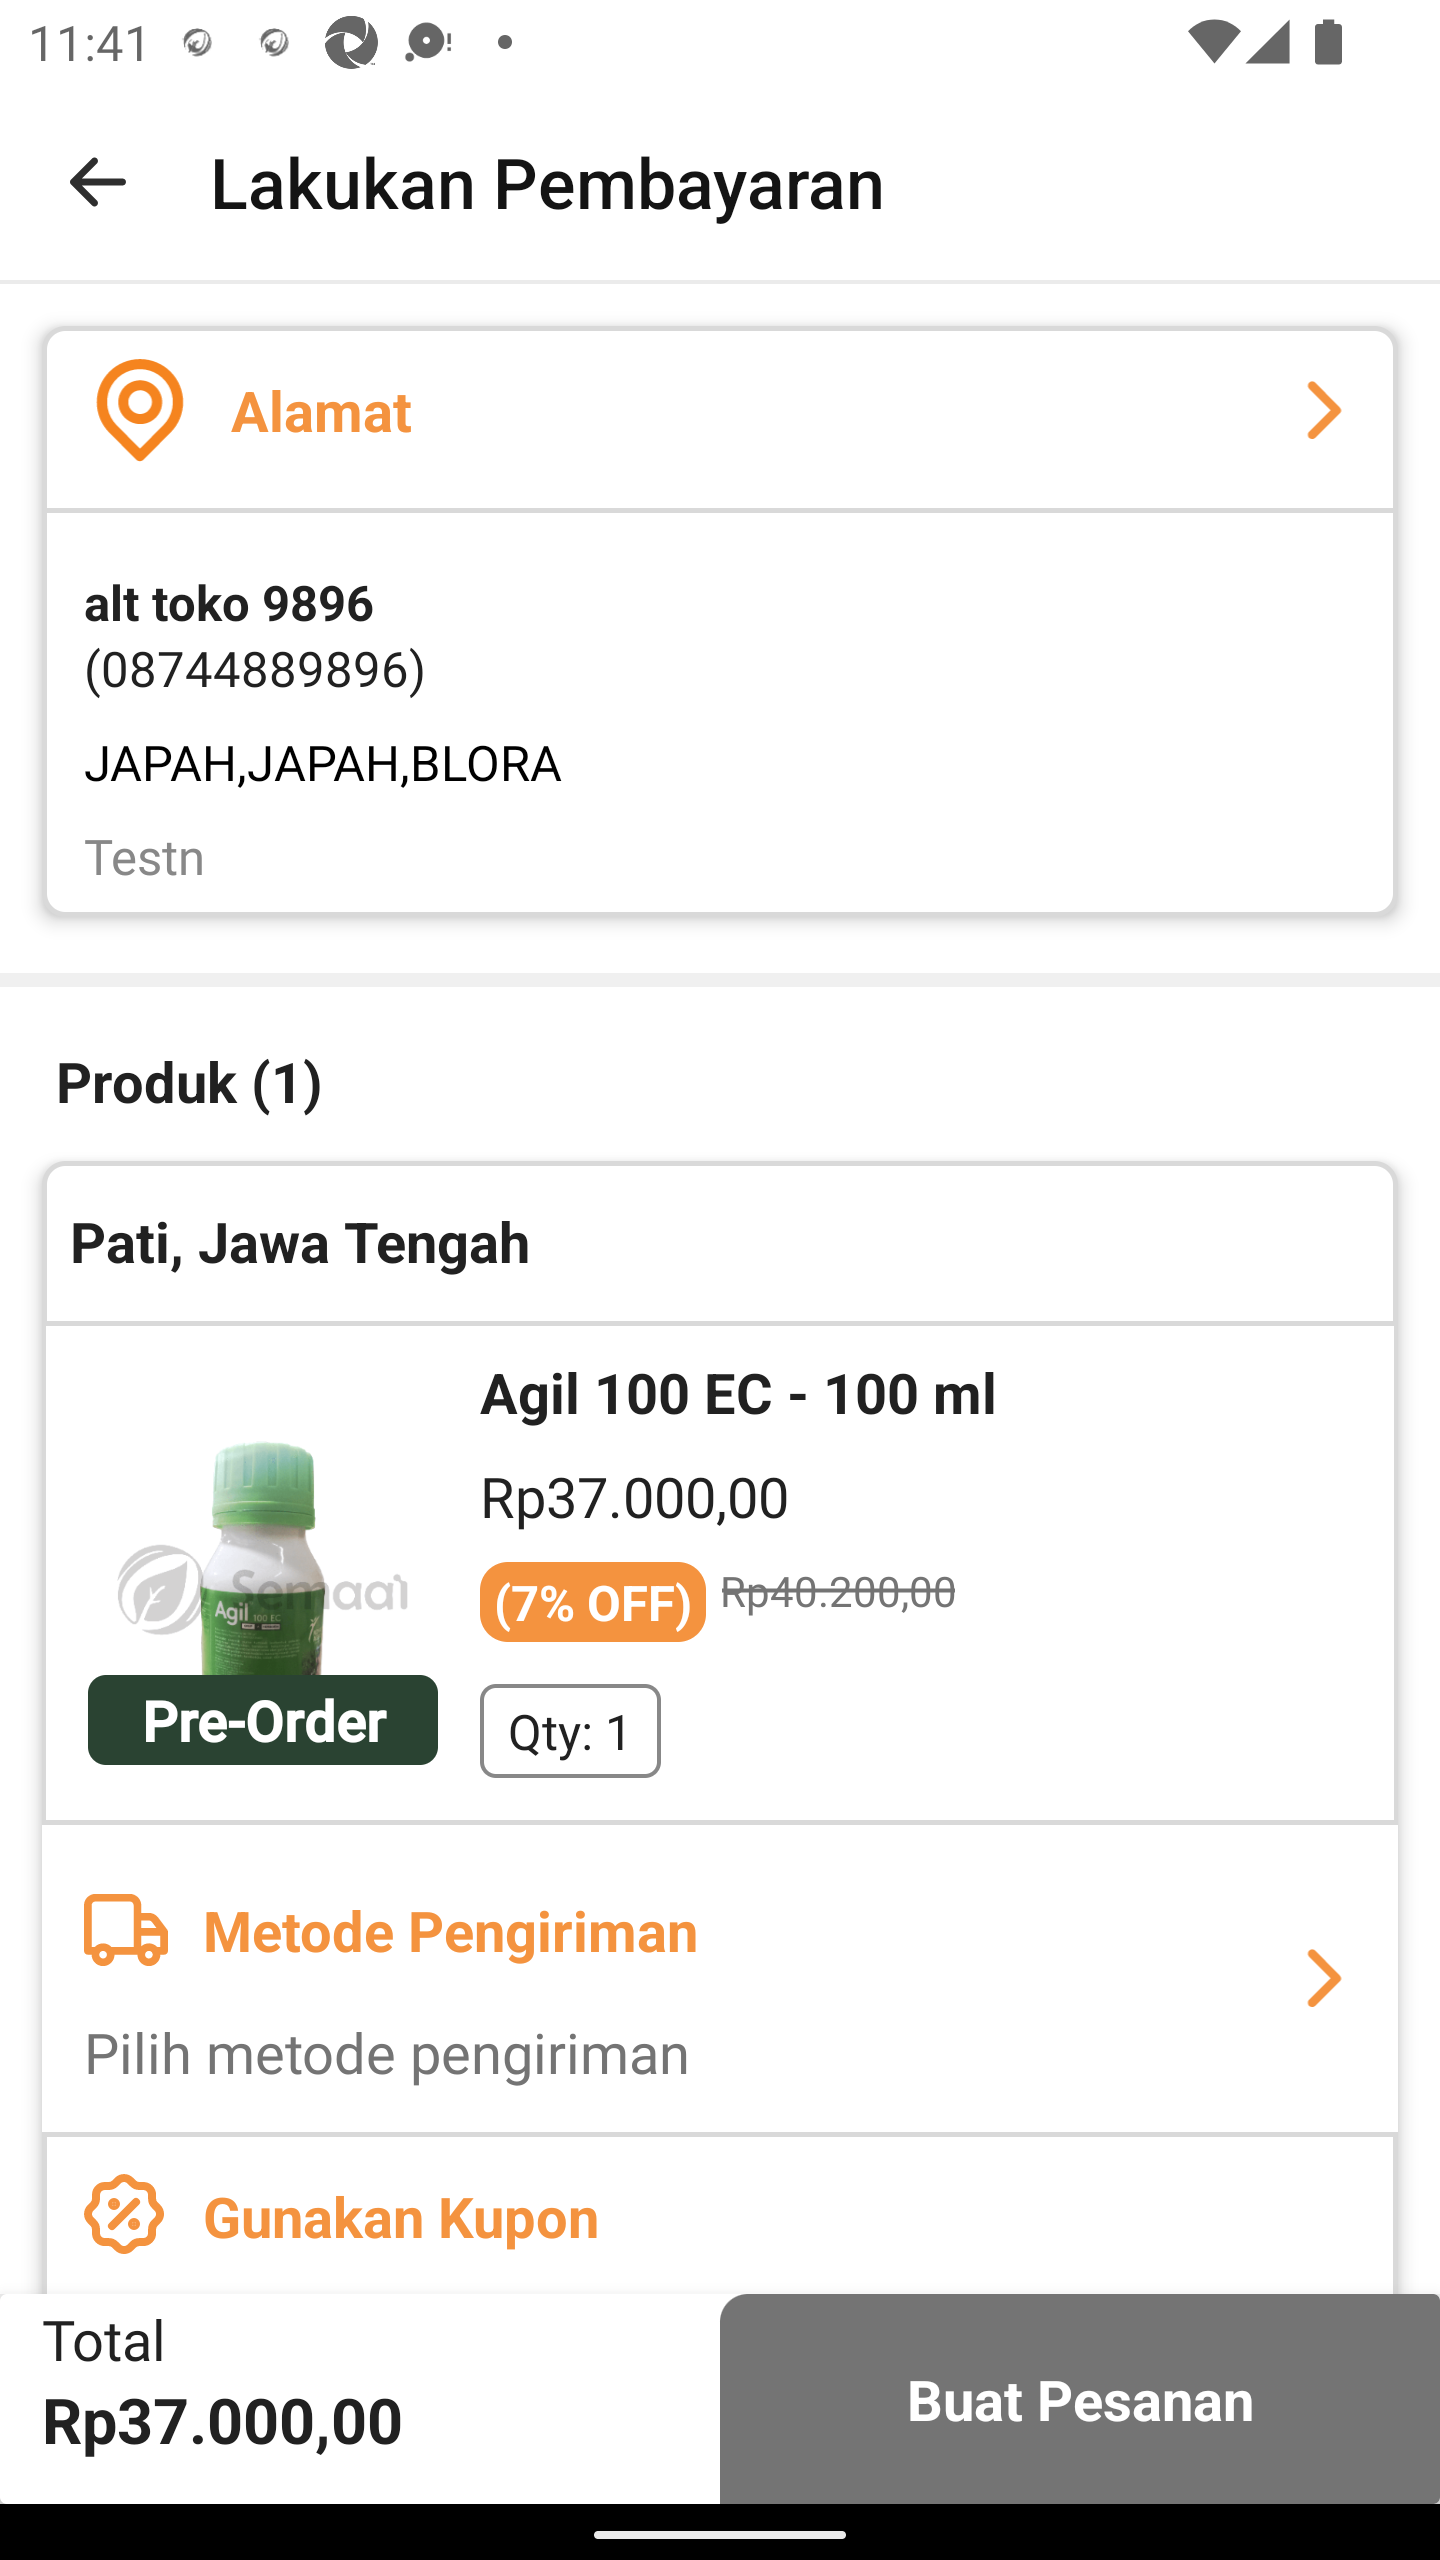 11:41
Lakukan Pembayaran
Alamat
alt toko 9896
(08744889896)
JAPAH,JAPAH,BLORA
Testn
Produk (1)
Pati, Jawa Tengah
Agil 100 EC - 100 ml
Rp37.000,00
(7% OFF) Rp40.200,00
Semaai
Agil 100 EC
Pre-Order
Qty: 1
Metode Pengiriman
Pilih metode pengiriman
Gunakan Kupon
Total
Rp37.000,00
Buat Pesanan